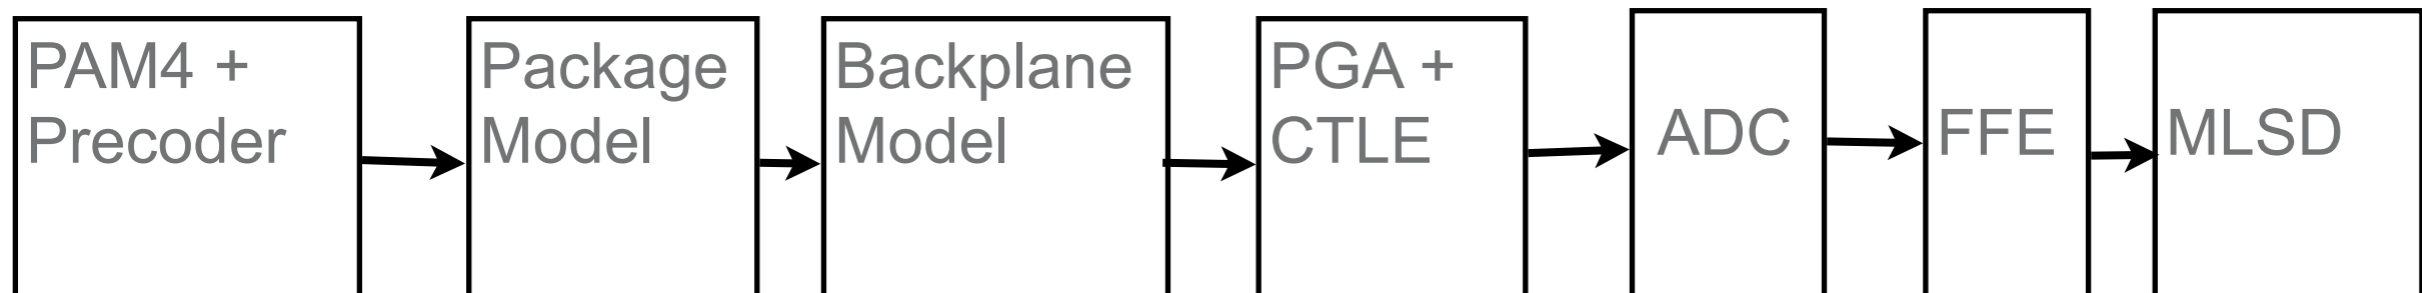 PAM4 +
Precoder
Package
Model
Backplane
Model
PGA +
CTLE
ADC
FFE
MLSD